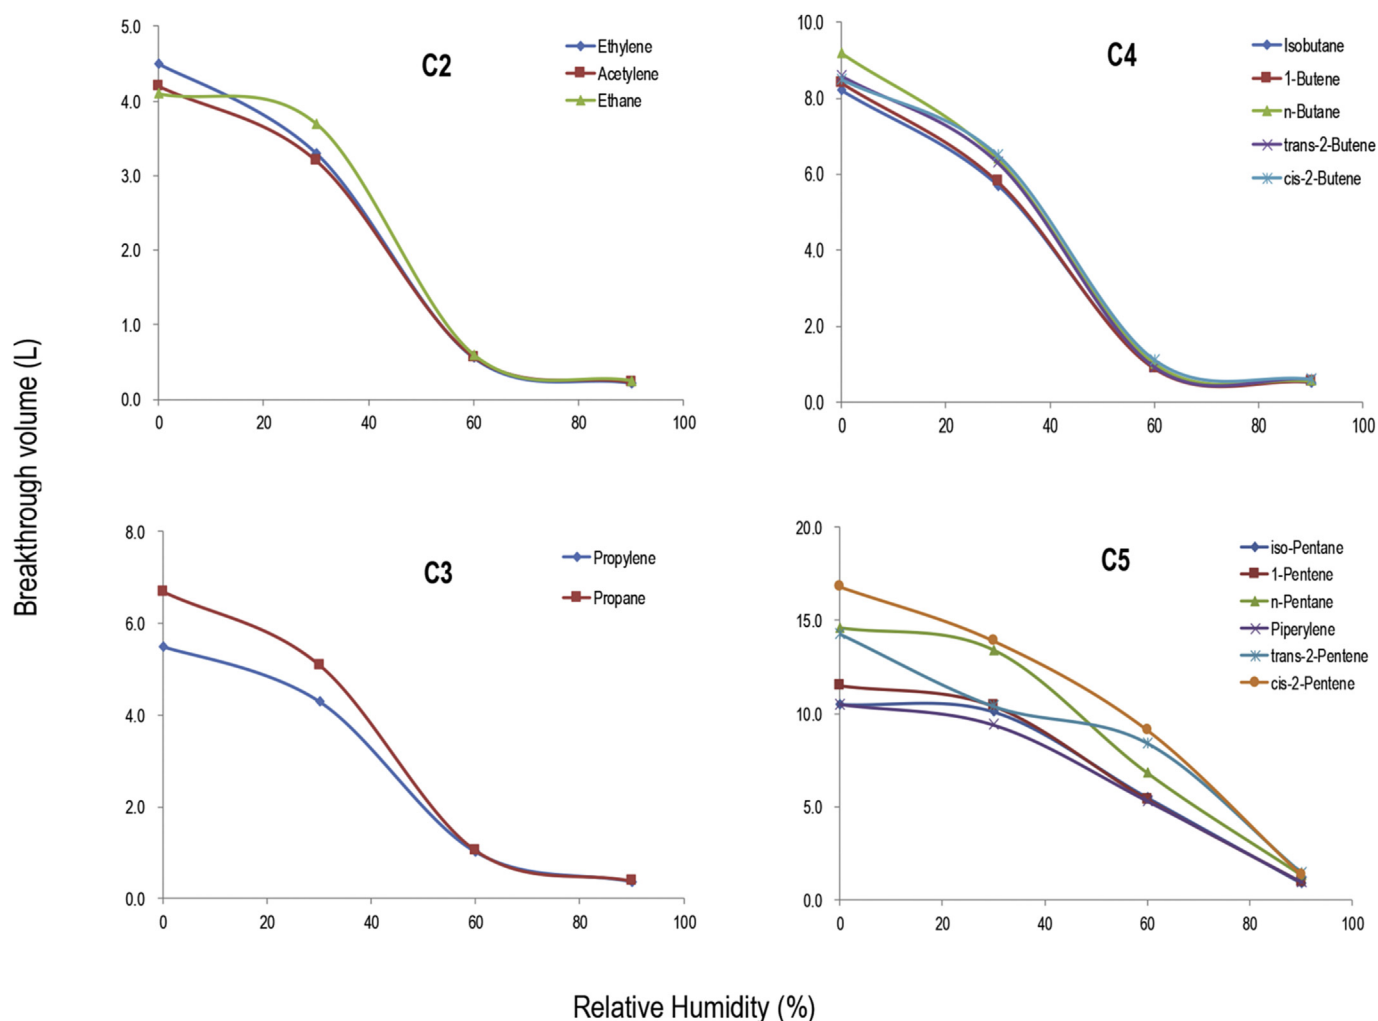 Breakthrough volume (L)
C2
5.0
4.0
3.0
2.0
1.0
0.0
0 20 40 60 80 100
Ethylene
Acetylene
Ethane
C4
10.0
8.0
6.0
4.0
2.0
0.0
0 20 40 60 80 100
Isobutane
1-Butene
n-Butane
trans-2-Butene
cis-2-Butene
C3
8.0
6.0
4.0
2.0
0.0
0 20 40 60 80 100
Propylene
Propane
C5
20.0
15.0
10.0
5.0
0.0
0 20 40 60 80 100
iso-Pentane
1-Pentene
n-Pentane
Piperylene
trans-2-Pentene
cis-2-Pentene
Relative Humidity (%)